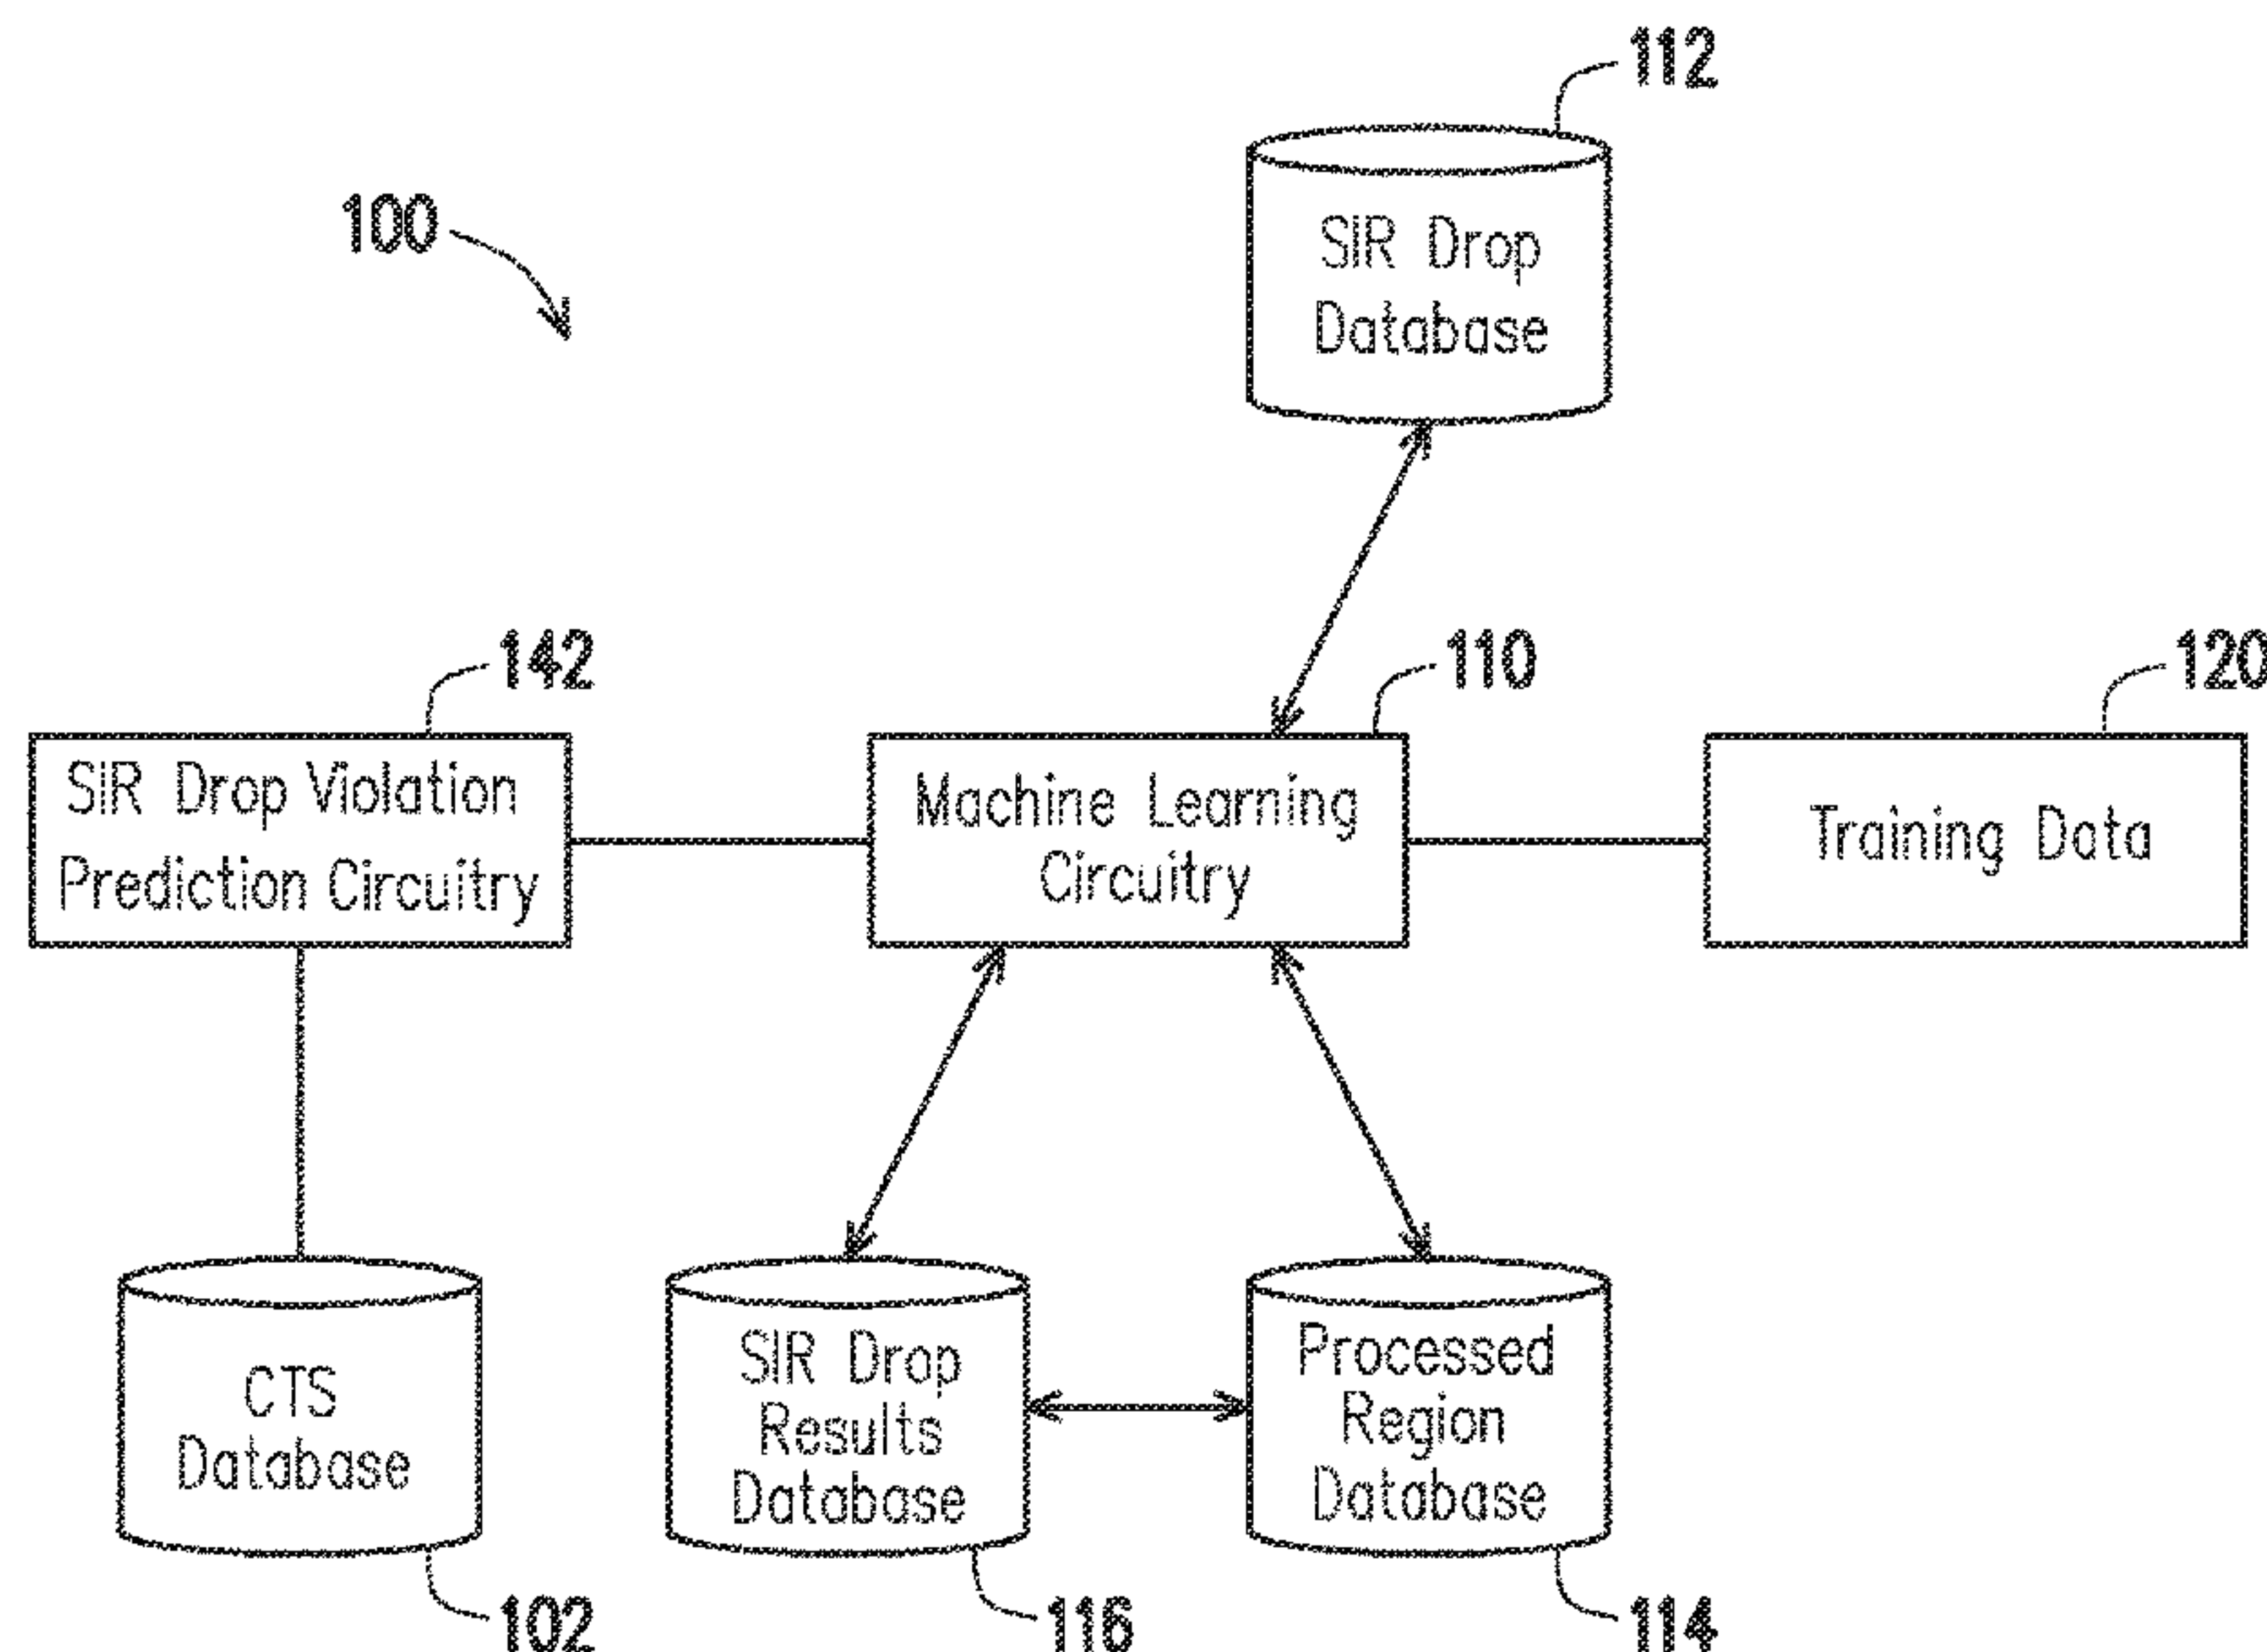 112
100
SIR Drop
Database
142
110
120
SIR Drop Violation
Prediction Circuitry
Machine Learning
Circuitry
Training Data
CTS
Database
SIR Drop
Results
Database
Processed
Region
Database
102
116
114